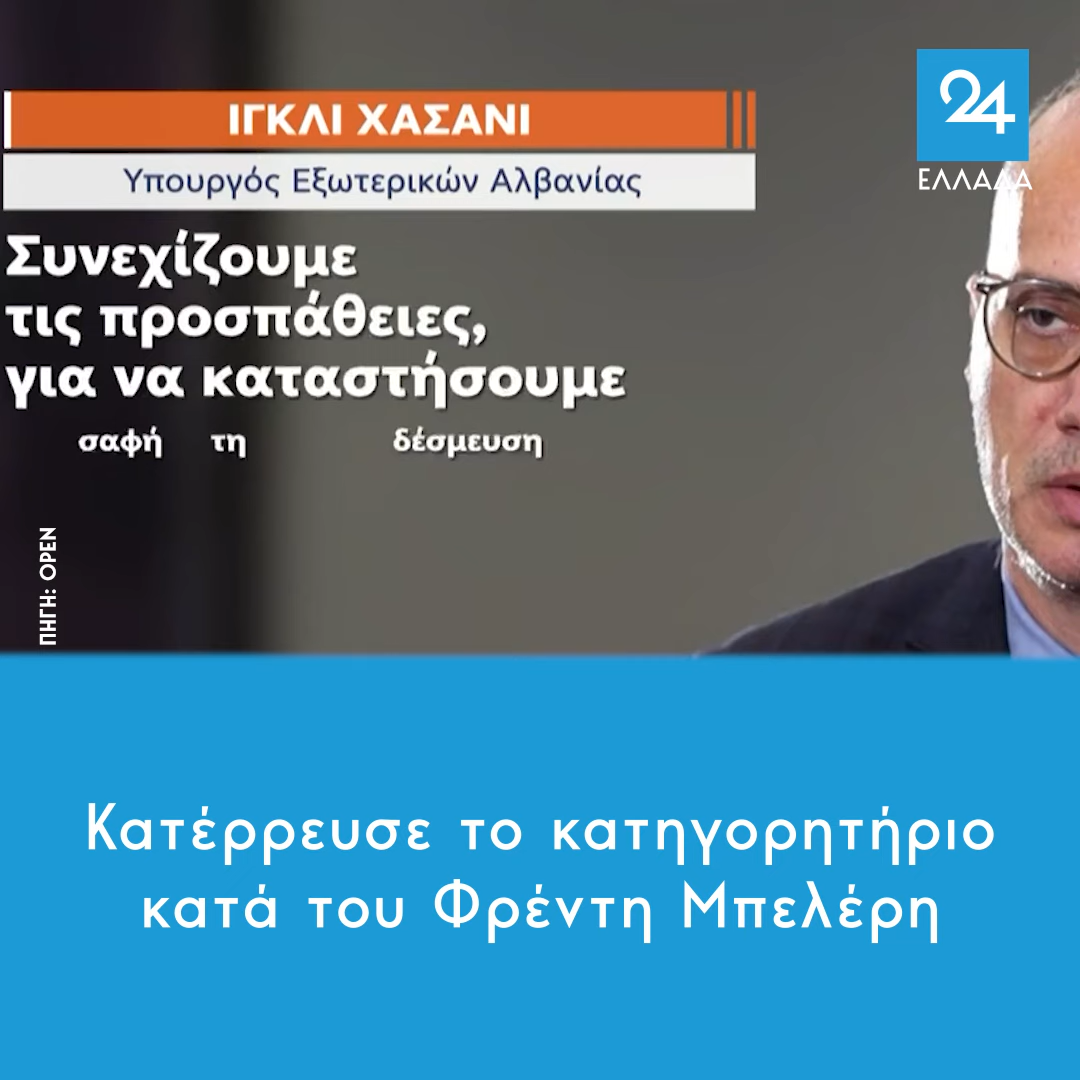 24
ΕΛΛΑΔΑ
ΙΓΚΛΙ ΧΑΣΑΝΙ
Υπουργός Εξωτερικών Αλβανίας
Συνεχίζουμε
τις προσπάθειες,
για να καταστήσουμε
σαφή τη δέσμευση
ΠΗΓΗ: OPEN
Κατέρρευσε το κατηγορητήριο
κατά του Φρέντη Μπελέρη